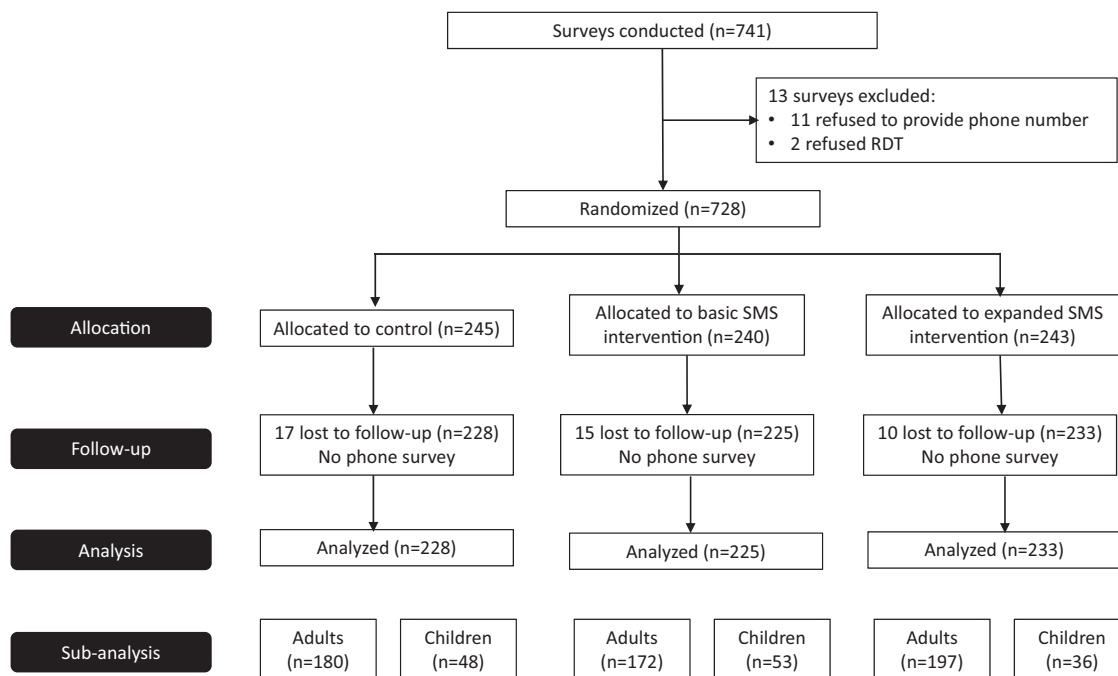 Surveys conducted (n=741)
13 surveys excluded:
• 11 refused to provide phone number
• 2 refused RDT
Randomized (n=728)
Allocation
Allocated to control (n=245)
Allocated to basic SMS
intervention (n=240)
Allocated to expanded SMS
intervention (n=243)
Follow-up
17 lost to follow-up (n=228)
No phone survey
15 lost to follow-up (n=225)
No phone survey
10 lost to follow-up (n=233)
No phone survey
Analysis
Analyzed (n=228)
Analyzed (n=225)
Analyzed (n=233)
Sub-analysis
Adults
(n=180)
Children
(n=48)
Adults
(n=172)
Children
(n=53)
Adults
(n=197)
Children
(n=36)